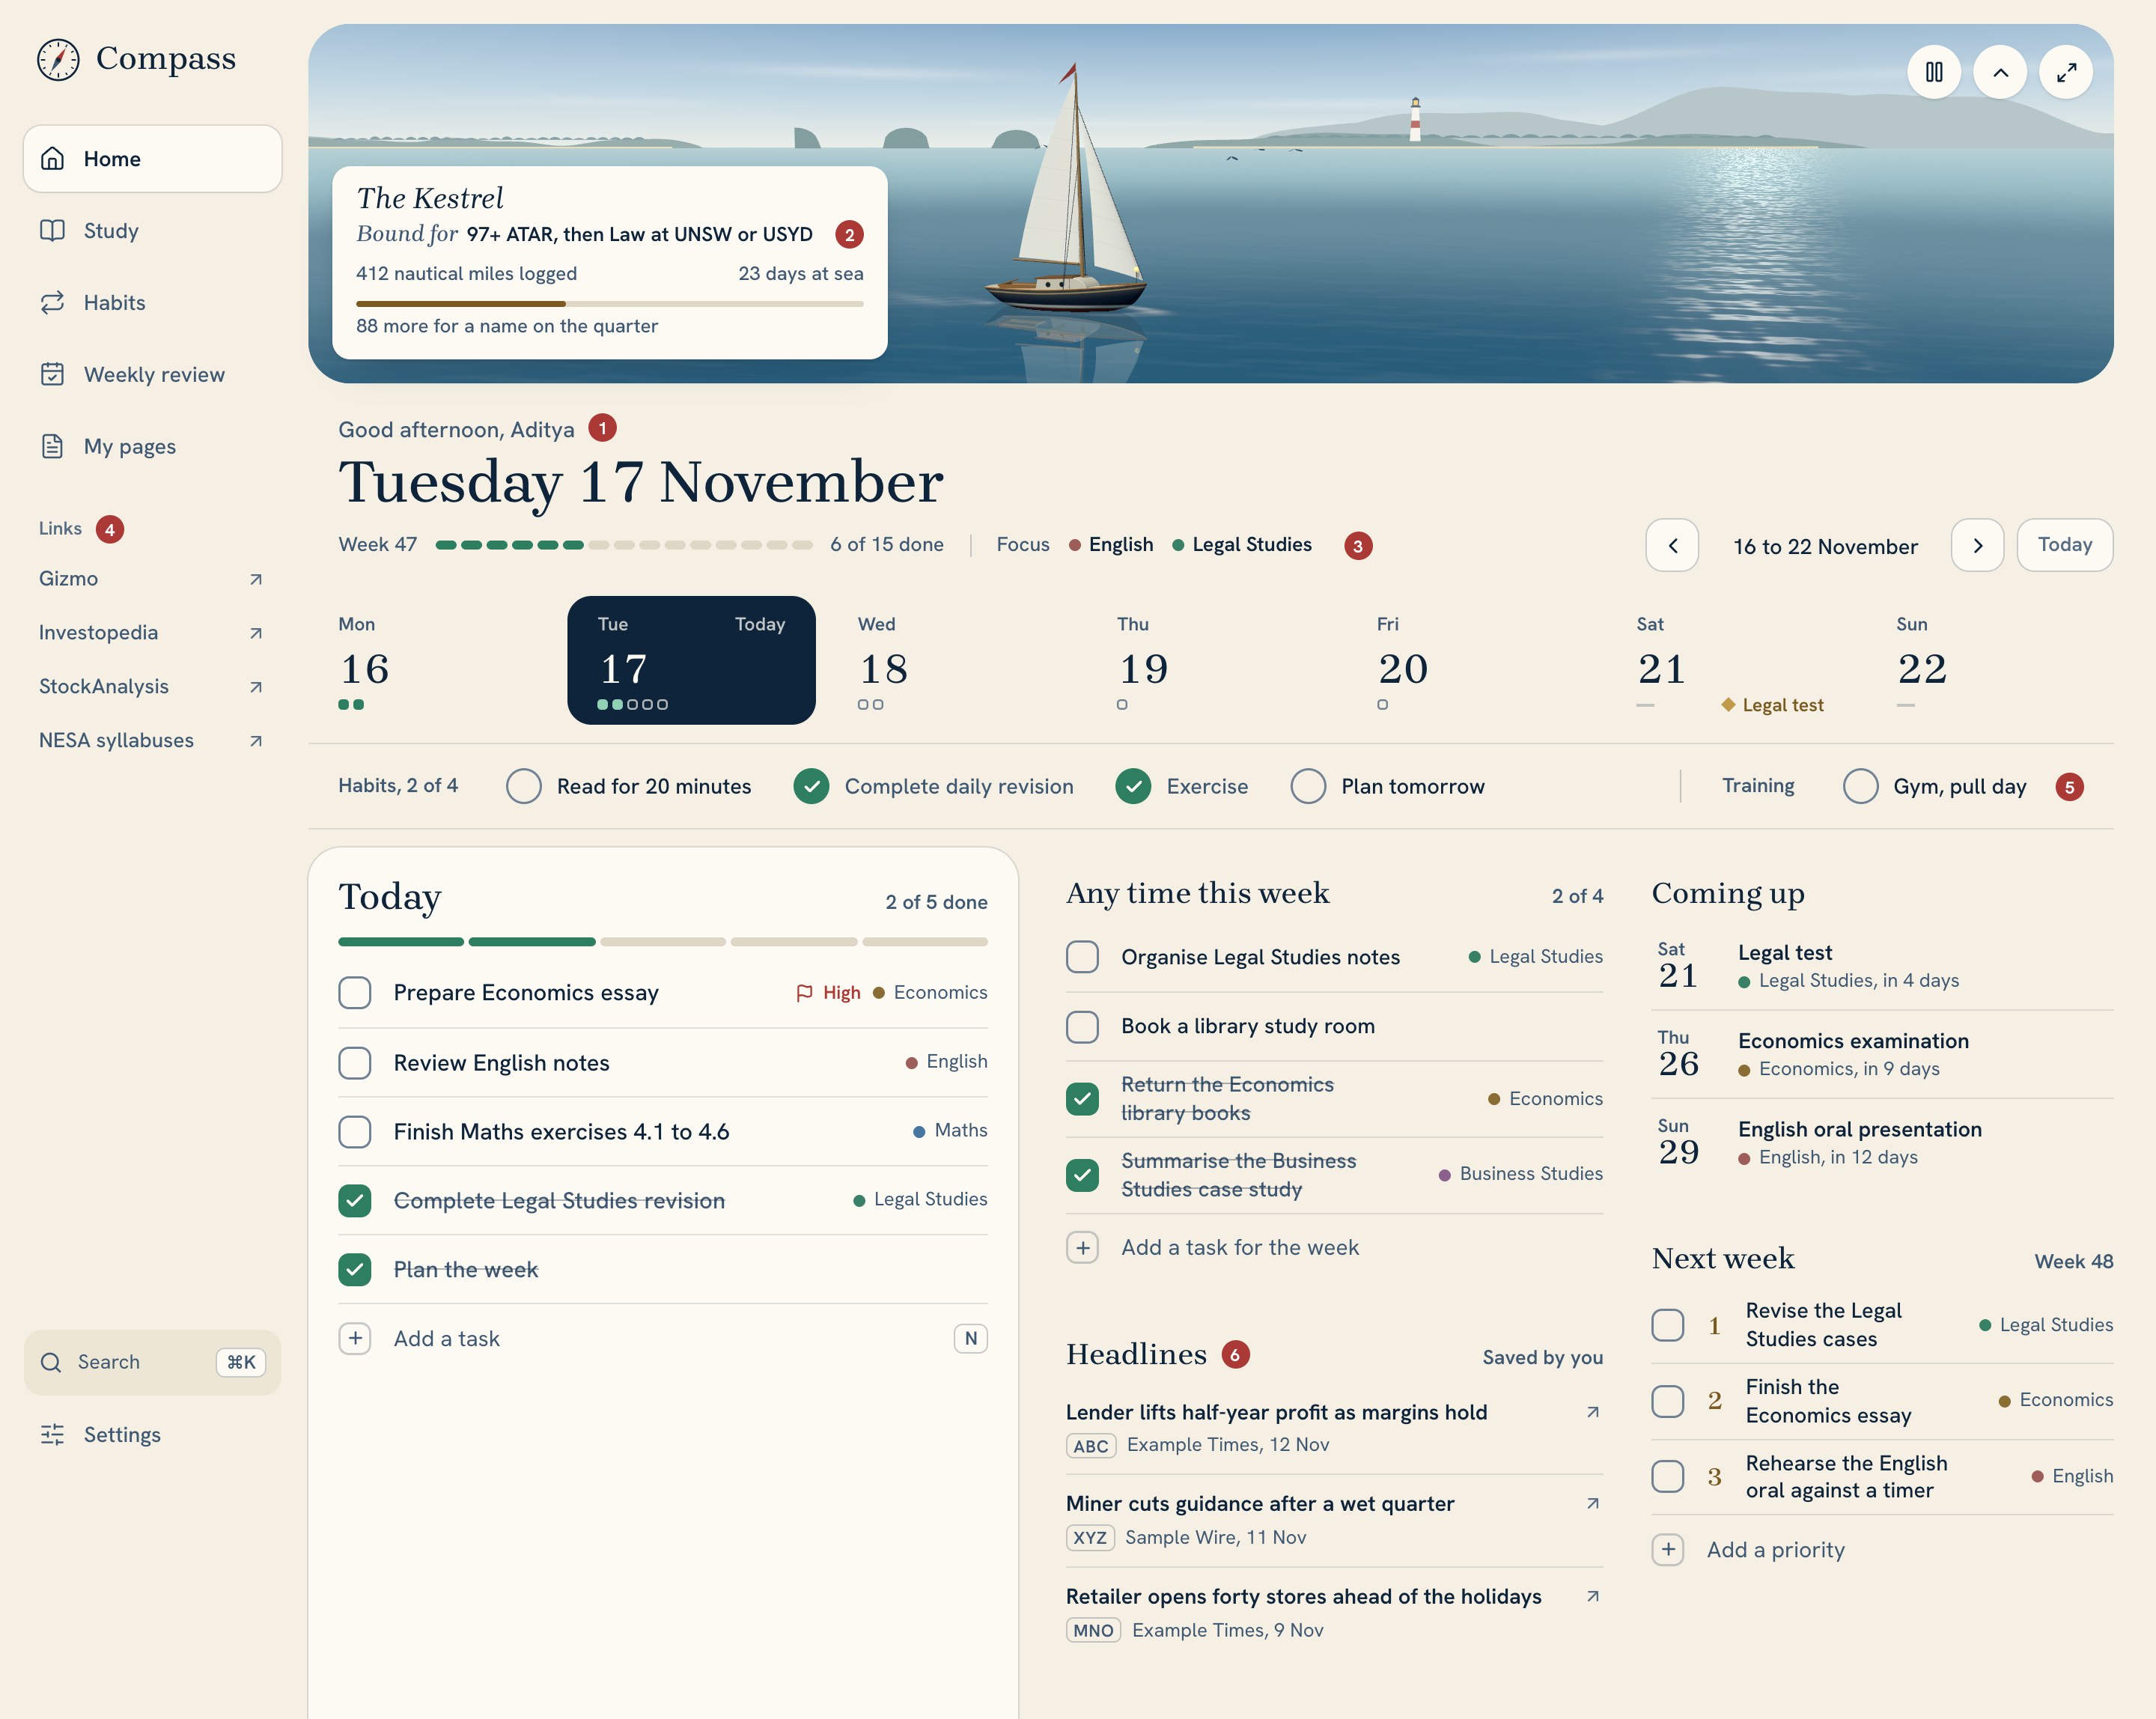 Compass
Home
Study
Habits
Weekly review
My pages
Links 4
Gizmo
Investopedia
StockAnalysis
NESA syllabuses
Search ⌘K
Settings
The Kestrel
Bound for 97+ ATAR, then Law at UNSW or USYD 2
412 nautical miles logged 23 days at sea
88 more for a name on the quarter
Good afternoon, Aditya 1
Tuesday 17 November
Week 47 6 of 15 done Focus English Legal Studies 3
16 to 22 November Today
Mon Tue Today Wed Thu Fri Sat Sun
16 17 18 19 20 21 22
Legal test
Habits, 2 of 4 Read for 20 minutes Complete daily revision Exercise Plan tomorrow Training Gym, pull day 5
Today 2 of 5 done
Prepare Economics essay High Economics
Review English notes English
Finish Maths exercises 4.1 to 4.6 Maths
Complete Legal Studies revision Legal Studies
Plan the week
Add a task N
Any time this week 2 of 4
Organise Legal Studies notes Legal Studies
Book a library study room
Return the Economics
library books Economics
Summarise the Business
Studies case study Business Studies
Add a task for the week
Headlines 6 Saved by you
Lender lifts half-year profit as margins hold
ABC Example Times, 12 Nov
Miner cuts guidance after a wet quarter
XYZ Sample Wire, 11 Nov
Retailer opens forty stores ahead of the holidays
MNO Example Times, 9 Nov
Coming up
Sat Legal test
21 Legal Studies, in 4 days
Thu Economics examination
26 Economics, in 9 days
Sun English oral presentation
29 English, in 12 days
Next week Week 48
1 Revise the Legal
Studies cases Legal Studies
2 Finish the
Economics essay Economics
3 Rehearse the English
oral against a timer English
Add a priority